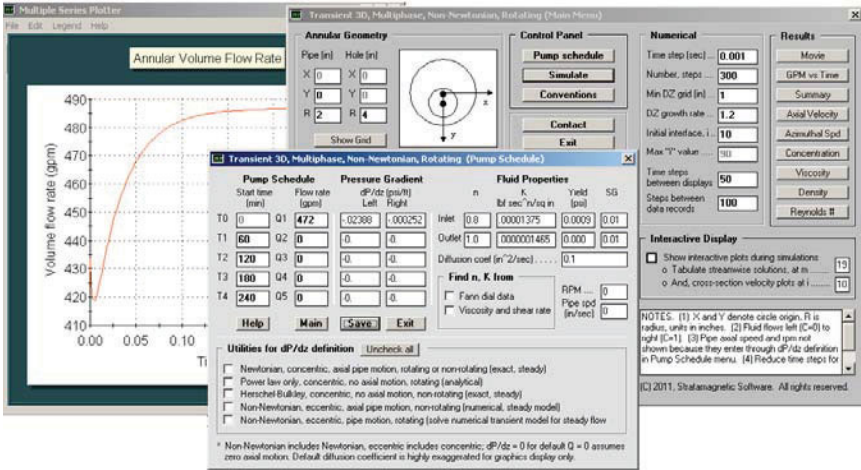 Multiple Series Plotter
File Edit Legend Help
Annular Volume Flow Rate
Volume flow rate (gpm)
490
480
470
460
450
440
430
420
410
0.00 0.05 0.10
Transient 3D, Multiphase, Non-Newtonian, Rotating (Main Menu)
Annular Geometry
Pipe (in) Hole (in)
X 0 X 0
Y 0 Y 0
R 2 R 4
Show Grid
x
y
Control Panel
Pump schedule
Simulate
Conventions
Contact
Exit
Numerical
Time step (sec) .. 0.001
Number, steps ... 300
Min DZ grid (in) 1
DZ growth rate .. 1.2
Initial interface, i .. 10
Max "i" value ...... 90
Time steps
between displays 50
Steps between
data records 100
Results
Movie
GPM vs Time
Summary
Axial Velocity
Azimuthal Spd
Concentration
Viscosity
Density
Reynolds #
Interactive Display
Show interactive plots during simulations
o Tabulate streamwise solutions, at m ........ 19
o And, cross-section velocity plots at i ........ 10
NOTES. (1) X and Y denote circle origin, R is
radius, units in inches. (2) Fluid flows left (C=0) to
right (C=1). (3) Pipe axial speed and rpm not
shown because they enter through dP/dz definition
in Pump Schedule menu. (4) Reduce time steps for
(C) 2011, Stratamagnetic Software. All rights reserved.
Transient 3D, Multiphase, Non-Newtonian, Rotating (Pump Schedule)
Pump Schedule Pressure Gradient Fluid Properties
Start time Flow rate dP/dz (psi/ft) n K Yield SG
(min) (gpm) Left Right lbf sec^n/sq in (psi)
T0 0 Q1 472 -.02388 -.000252 Inlet 0.8 .00001375 0.0009 0.01
T1 60 Q2 0 -0. -0. Outlet 1.0 .0000001465 0.000 0.01
T2 120 Q3 0 -0. -0. Diffusion coef (in^2/sec) . . . . . 0.1
T3 180 Q4 0 -0. -0.
T4 240 Q5 0 -0. -0.
Find n, K from
Fann dial data
Viscosity and shear rate
RPM .... 0
Pipe spd
(in/sec) 0
Help Main Save Exit
Utilities for dP/dz definition Uncheck all
Newtonian, concentric, axial pipe motion, rotating or non-rotating (exact, steady)
Power law only, concentric, no axial motion, rotating (analytical)
Herschel-Bulkley, concentric, no axial motion, non-rotating (exact, steady)
Non-Newtonian, eccentric, axial pipe motion, non-rotating (numerical, steady model)
Non-Newtonian, eccentric, pipe motion, rotating (solve numerical transient model for steady flow
* Non-Newtonian includes Newtonian, eccentric includes concentric; dP/dz = 0 for default Q = 0 assumes
zero axial motion. Default diffusion coefficient is highly exaggerated for graphics display only.